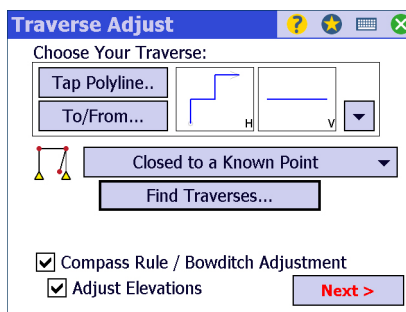 Traverse Adjust
Choose Your Traverse:
Tap Polyline..
To/From...
H
V
Closed to a Known Point
Find Traverses...
Compass Rule / Bowditch Adjustment
Adjust Elevations
Next >